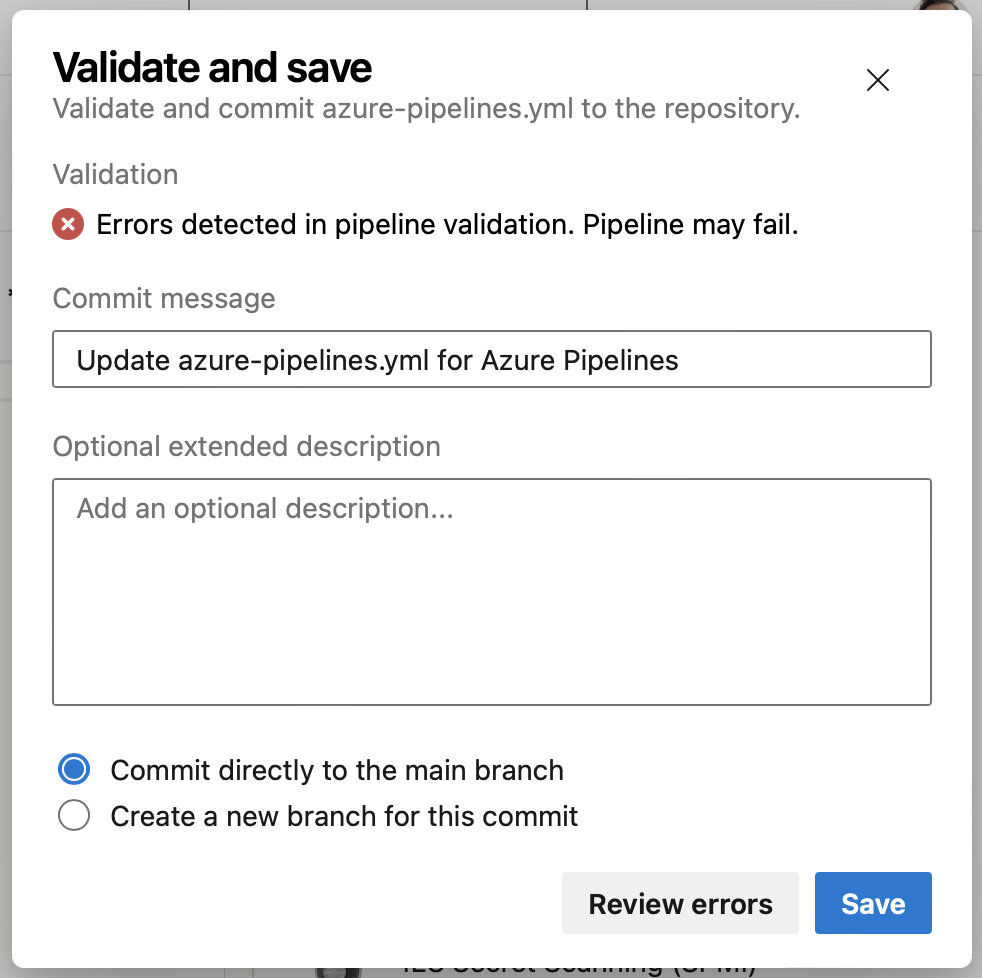 Validate and save
Validate and commit azure-pipelines.yml to the repository.
Validation
Errors detected in pipeline validation. Pipeline may fail.
Commit message
Update azure-pipelines.yml for Azure Pipelines
Optional extended description
Add an optional description...
Commit directly to the main branch
Create a new branch for this commit
Review errors
Save